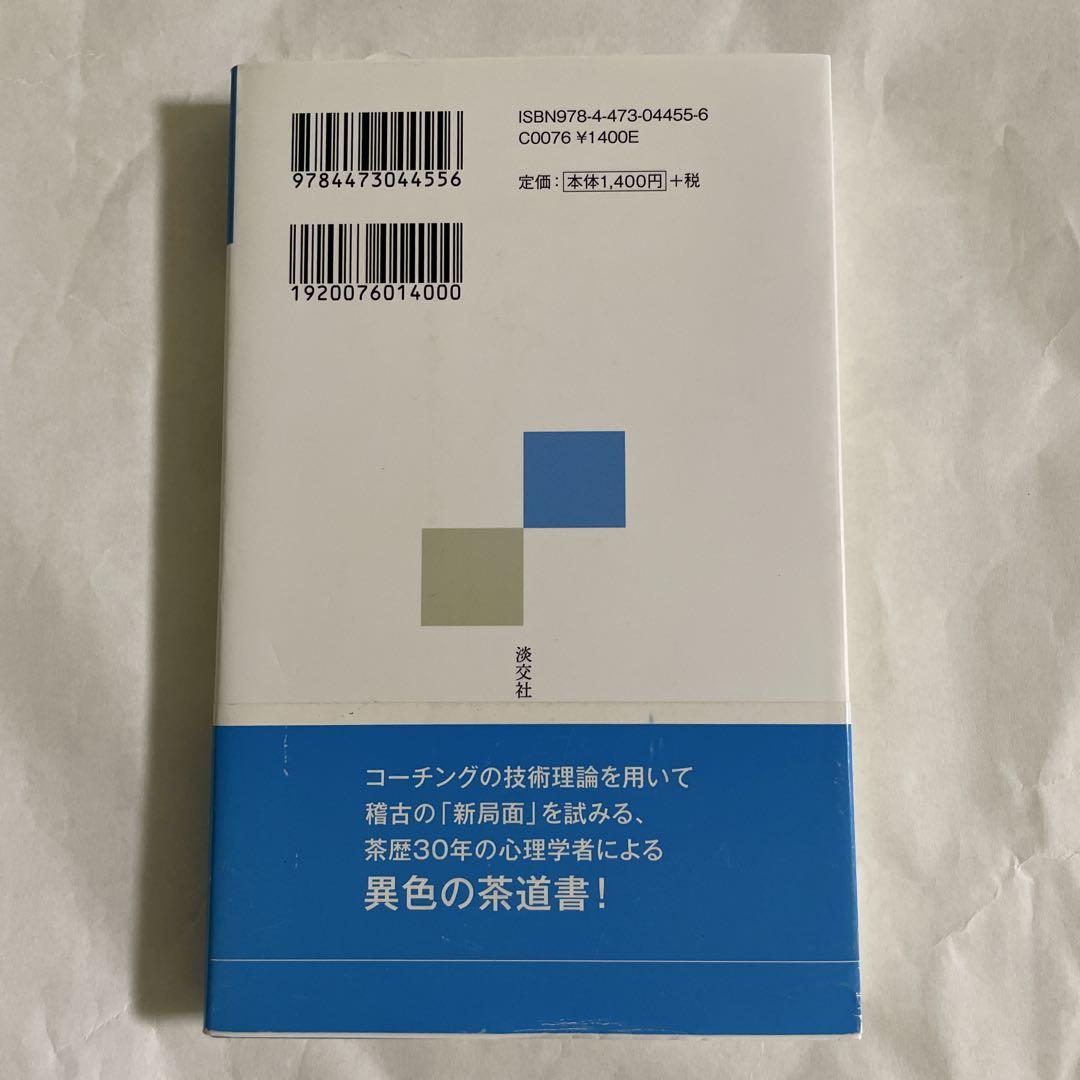 ISBN978-4-473-04455-6
C0076 ¥1400E
9784473044556
定価：本体1,400円+税
1920076014000
淡交社
コーチングの技術理論を用いて
稽古の「新局面」を試みる、
茶歴30年の心理学者による
異色の茶道書！